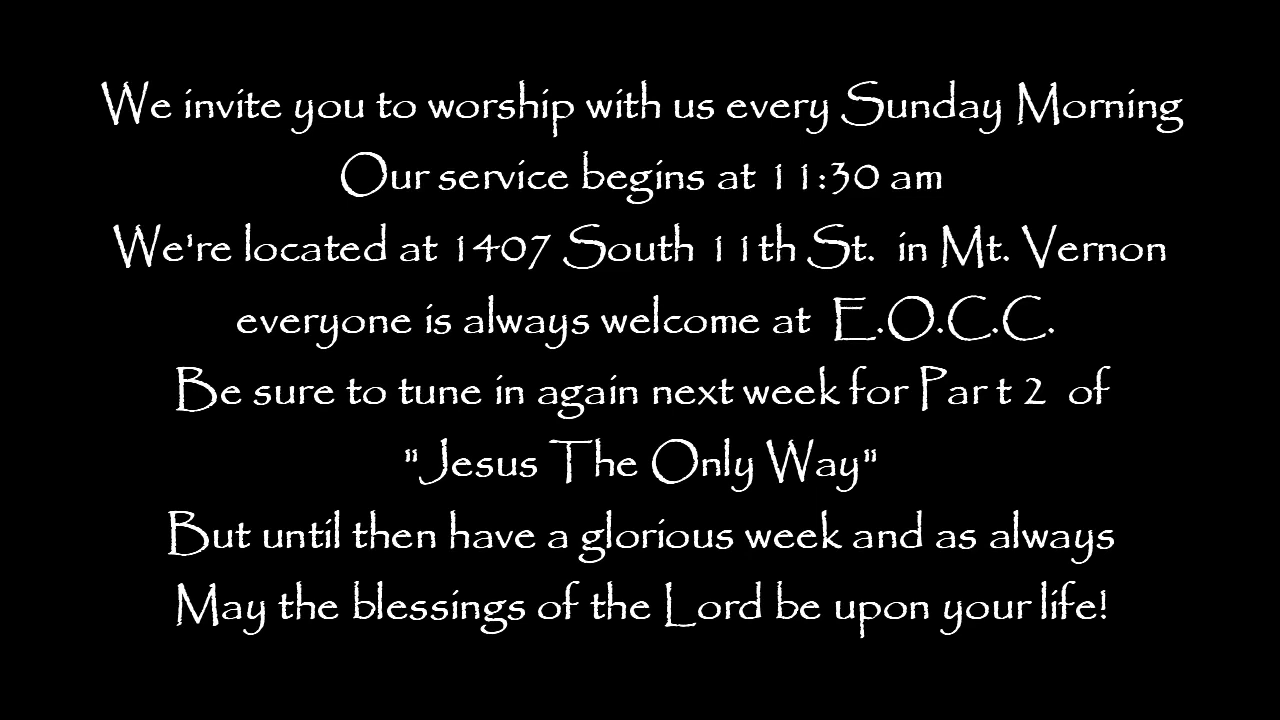 We invite you to worship with us every Sunday Morning
Our service begins at 11:30 am
We're located at 1407 South 11th St.  in Mt. Vernon
everyone is always welcome at  E.O.C.C.
Be sure to tune in again next week for Par t 2  of
"Jesus The Only Way"
But until then have a glorious week and as always
May the blessings of the Lord be upon your life!